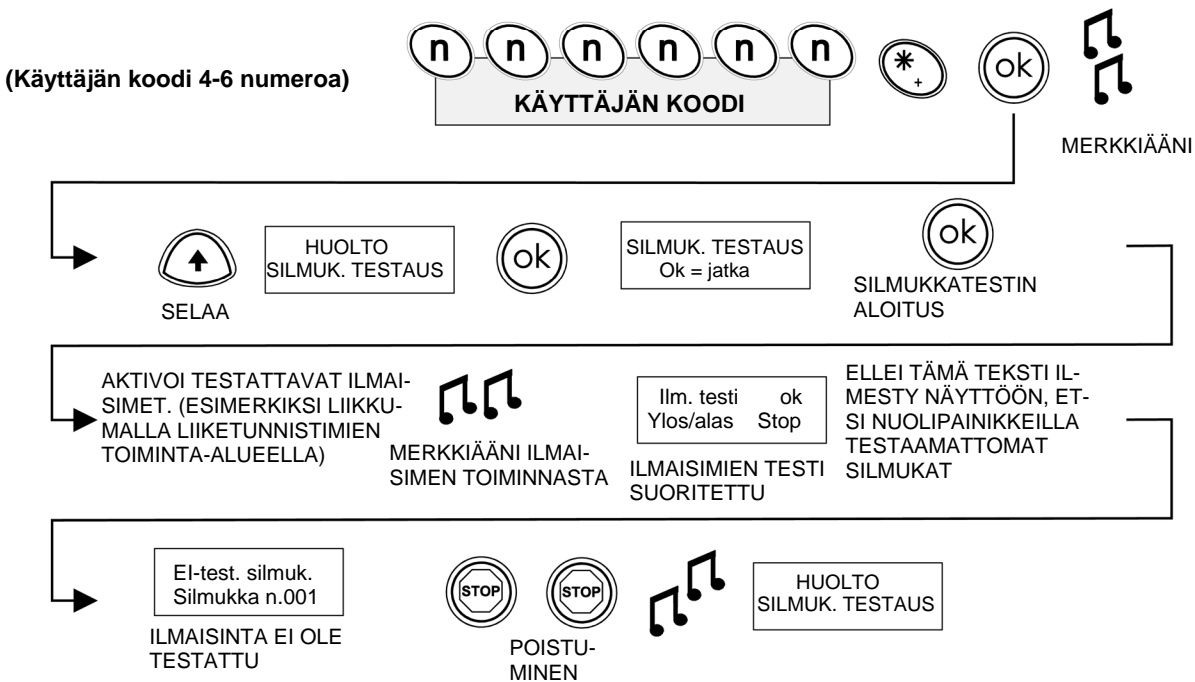 (Käyttäjän koodi 4-6 numeroa)
n n n n n n * + ok
KÄYTTÄJÄN KOODI
MERKKIÄÄNI
HUOLTO
SILMUK. TESTAUS
SELAA
ok
SILMUK. TESTAUS
Ok = jatka
ok
SILMUKKATESTIN
ALOITUS
AKTIVOI TESTATTAVAT ILMAI-
SIMET. (ESIMERKIKSI LIIKKU-
MALLA LIIKETUNNISTIMIEN
TOIMINTA-ALUEELLA)
MERKKIÄÄNI ILMAI-
SIMEN TOIMINNASTA
Ilm. testi ok
Ylos/alas Stop
ILMAISIMIEN TESTI
SUORITETTU
ELLEI TÄMÄ TEKSTI IL-
MESTY NÄYTTÖÖN, ET-
SI NUOLIPAINIKKEILLA
TESTAAMATTOMAT
SILMUKAT
EI-test. silmuk.
Silmukka n.001
ILMAISINTA EI OLE
TESTATTU
STOP STOP
POISTU-
MINEN
HUOLTO
SILMUK. TESTAUS